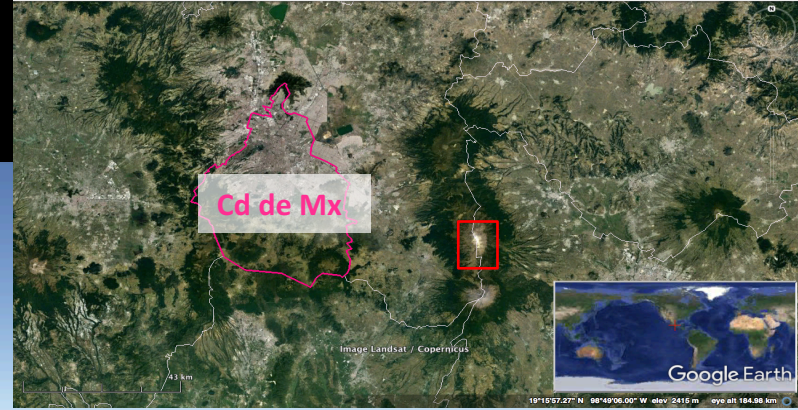 N
Cd de Mx
Image Landsat / Copernicus
43 km
Google Earth
19°15'57.27" N 98°49'06.00" W elev 2415 m eye alt 184.98 km